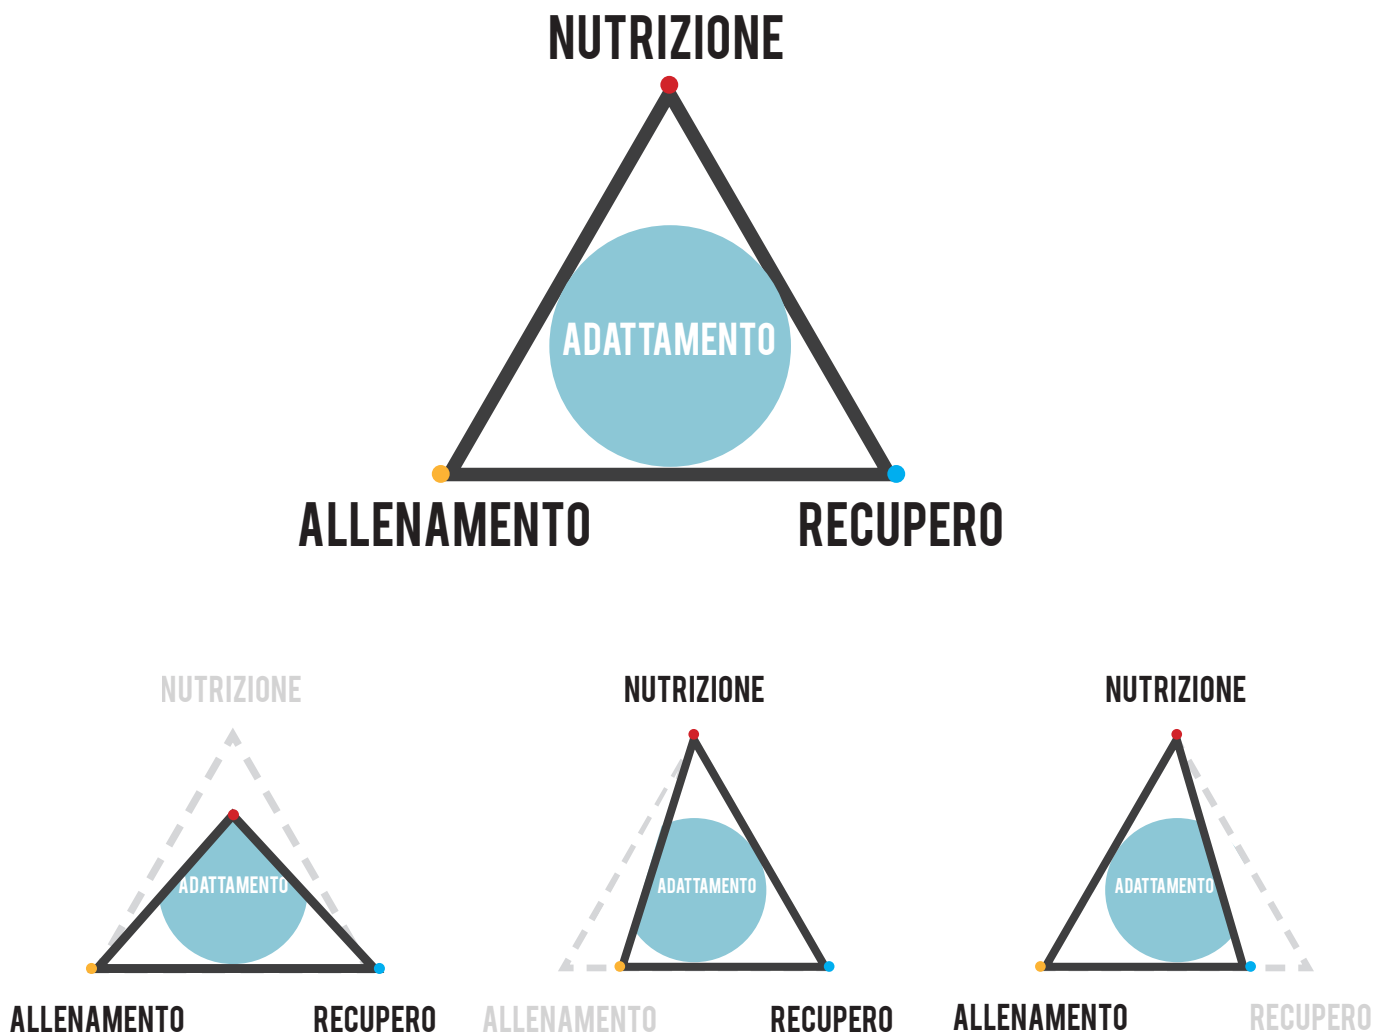 NUTRIZIONE
ADATTAMENTO
ALLENAMENTO RECUPERO
NUTRIZIONE NUTRIZIONE NUTRIZIONE
ADATTAMENTO ADATTAMENTO ADATTAMENTO
ALLENAMENTO RECUPERO ALLENAMENTO RECUPERO ALLENAMENTO RECUPERO